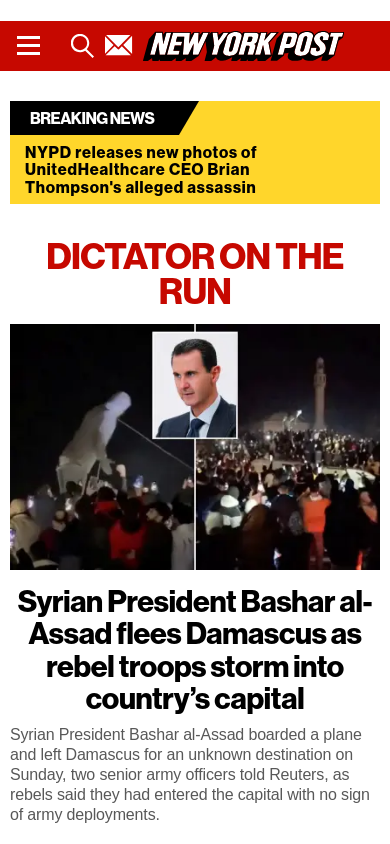 NEW YORK POST
BREAKING NEWS
NYPD releases new photos of
UnitedHealthcare CEO Brian
Thompson's alleged assassin
DICTATOR ON THE
RUN
Syrian President Bashar al-
Assad flees Damascus as
rebel troops storm into
country’s capital
Syrian President Bashar al-Assad boarded a plane
and left Damascus for an unknown destination on
Sunday, two senior army officers told Reuters, as
rebels said they had entered the capital with no sign
of army deployments.